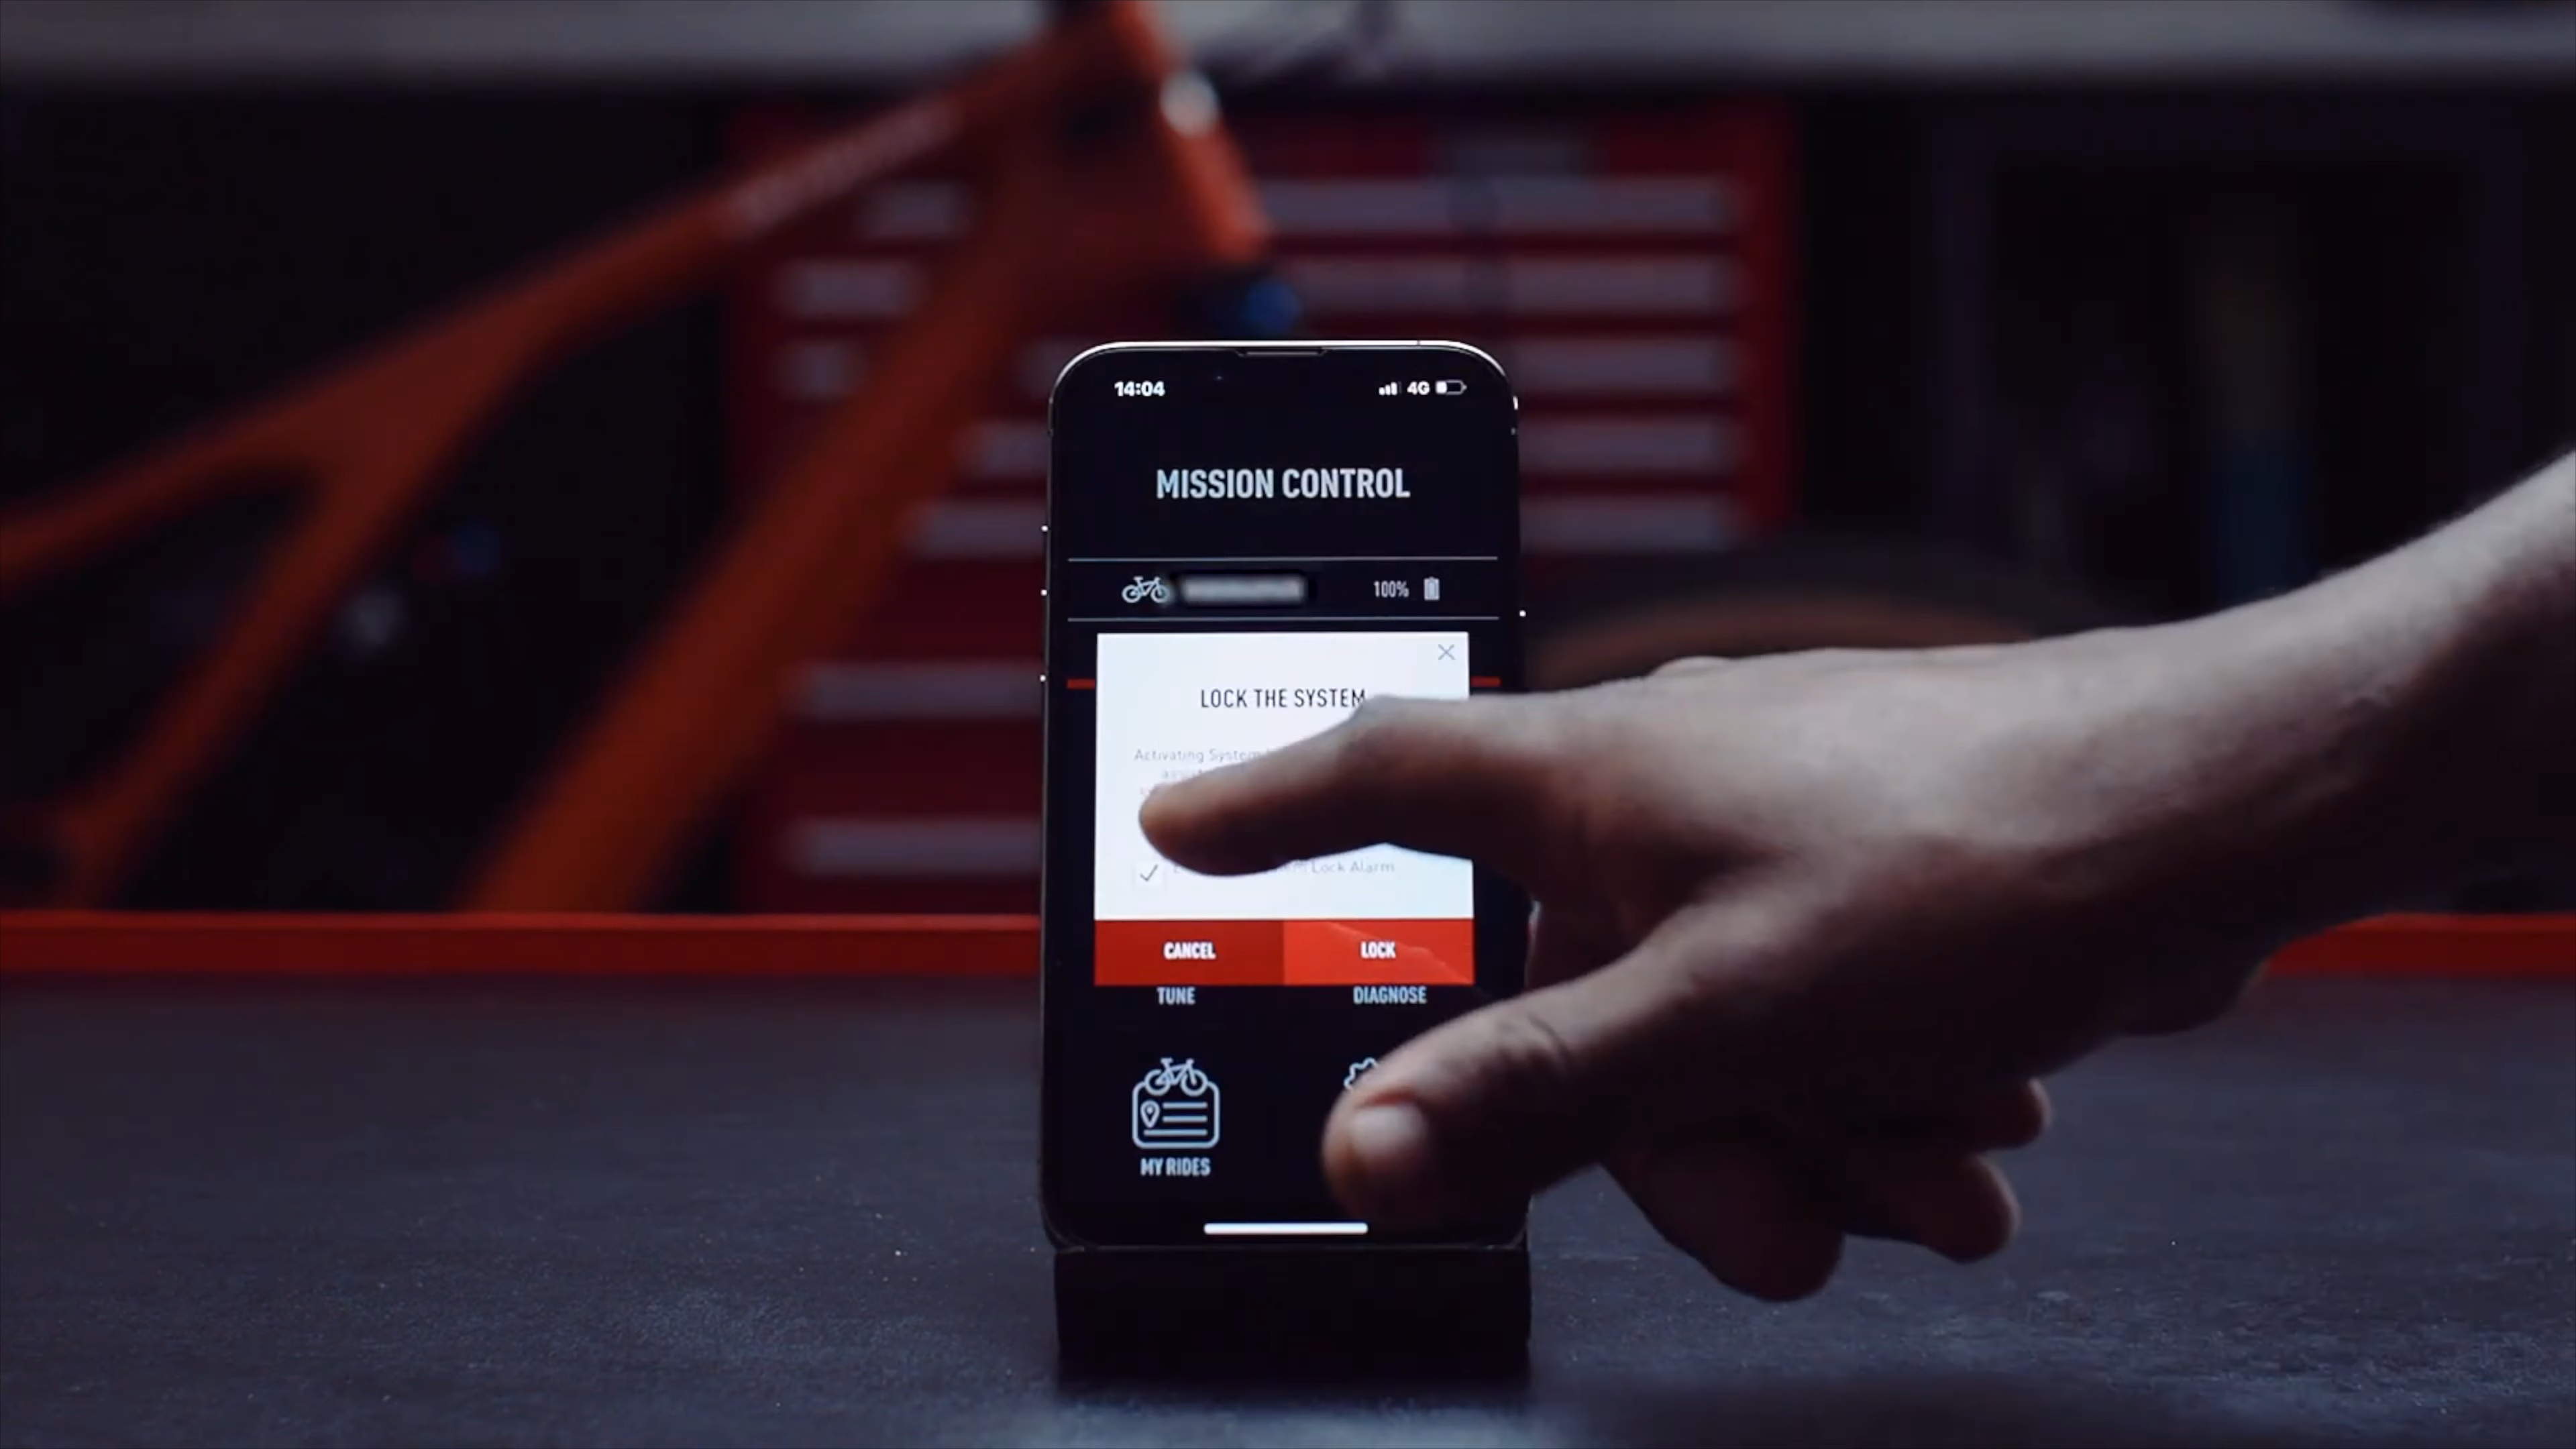 14:04 4G
MISSION CONTROL
100%
LOCK THE SYSTEM
Activating System
Lock Alarm
CANCEL LOCK
TUNE DIAGNOSE
MY RIDES